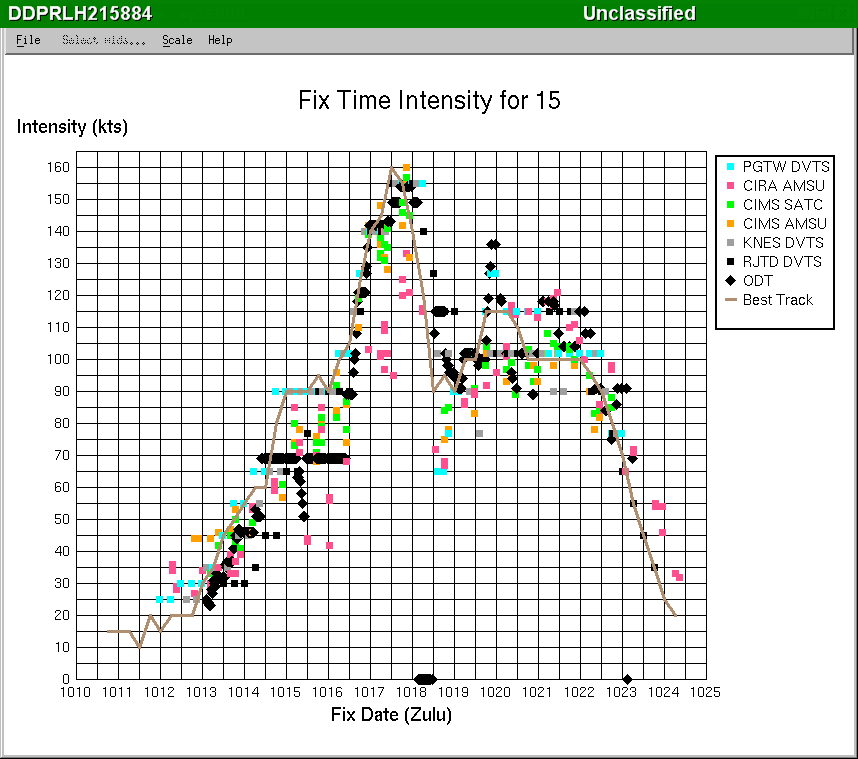 DDPRLH215884 Unclassified
File Select mids... Scale Help
Fix Time Intensity for 15
Intensity (kts)
160
150
140
130
120
110
100
90
80
70
60
50
40
30
20
10
0
PGTW DVTS
CIRA AMSU
CIMS SATC
CIMS AMSU
KNES DVTS
RJTD DVTS
ODT
Best Track
1010 1011 1012 1013 1014 1015 1016 1017 1018 1019 1020 1021 1022 1023 1024 1025
Fix Date (Zulu)